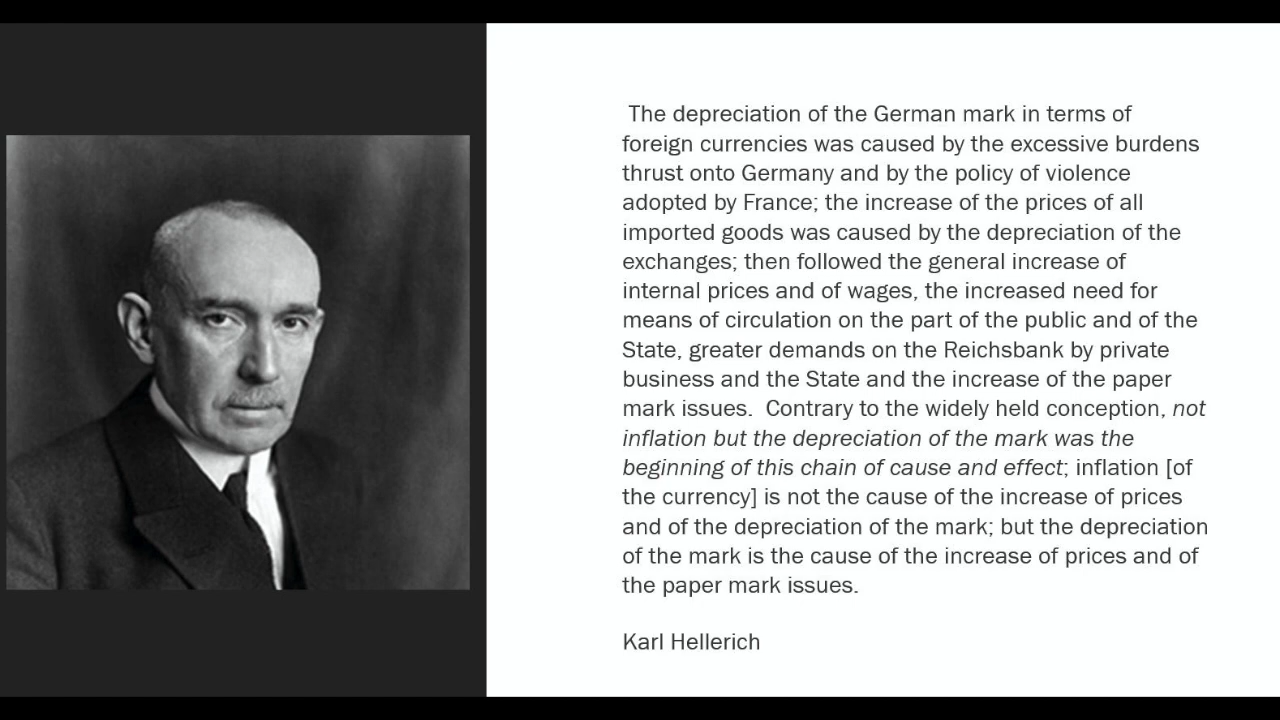 The depreciation of the German mark in terms of
foreign currencies was caused by the excessive burdens
thrust onto Germany and by the policy of violence
adopted by France; the increase of the prices of all
imported goods was caused by the depreciation of the
exchanges; then followed the general increase of
internal prices and of wages, the increased need for
means of circulation on the part of the public and of the
State, greater demands on the Reichsbank by private
business and the State and the increase of the paper
mark issues.  Contrary to the widely held conception, not
inflation but the depreciation of the mark was the
beginning of this chain of cause and effect; inflation [of
the currency] is not the cause of the increase of prices
and of the depreciation of the mark; but the depreciation
of the mark is the cause of the increase of prices and of
the paper mark issues.
Karl Hellerich